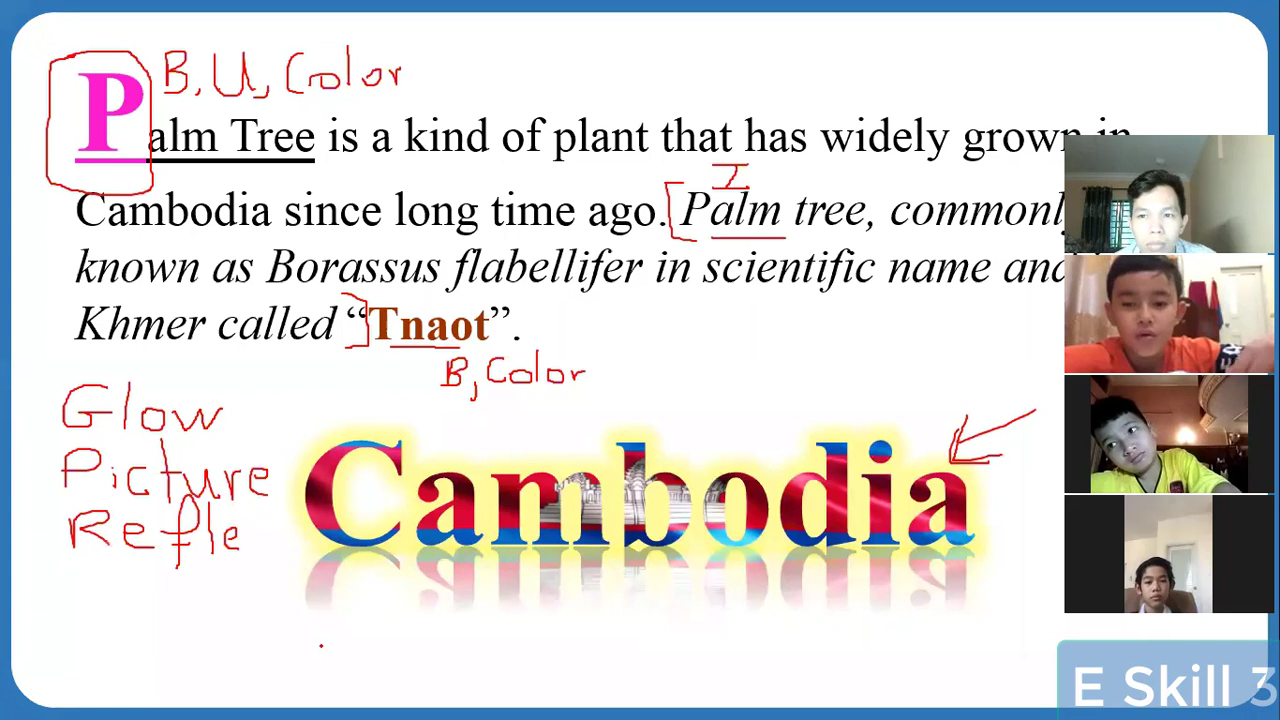 B, U, Color
Palm Tree is a kind of plant that has widely grown in
I
Cambodia since long time ago. [Palm tree, commonly
known as Borassus flabellifer in scientific name and
Khmer called “]Tnaot”.
B, Color
Glow
Picture
Refle
Cambodia
E Skill 3